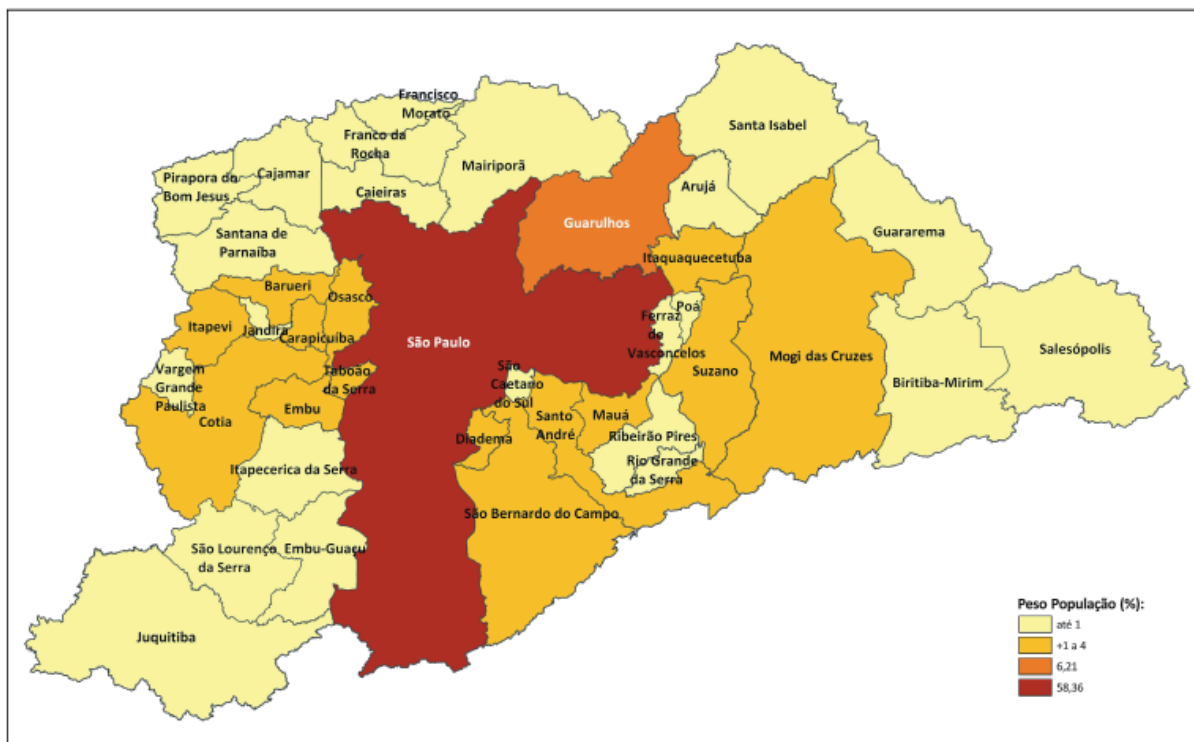 Francisco
Morato
Santa Isabel
Franco da
Rocha
Mairiporã
Cajamar
Pirapora do
Bom Jesus
Caieiras
Arujá
Guarulhos
Guararema
Santana de
Parnaíba
Itaquaquecetuba
Barueri
Osasco
Poá
Itapevi
Jandira
Carapicuíba
Ferraz de
Vasconcelos
São Paulo
Salesópolis
Mogi das Cruzes
Vargem
Grande
Paulista
Taboão
da Serra
São
Caetano
do Sul
Suzano
Biritiba-Mirim
Embu
Cotia
Santo
André
Mauá
Diadema
Ribeirão Pires
Itapecerica da Serra
Rio Grande
da Serra
São Bernardo do Campo
São Lourenço
da Serra
Embu-Guaçu
Juquitiba
Peso População (%):
até 1
+1 a 4
6,21
58,36